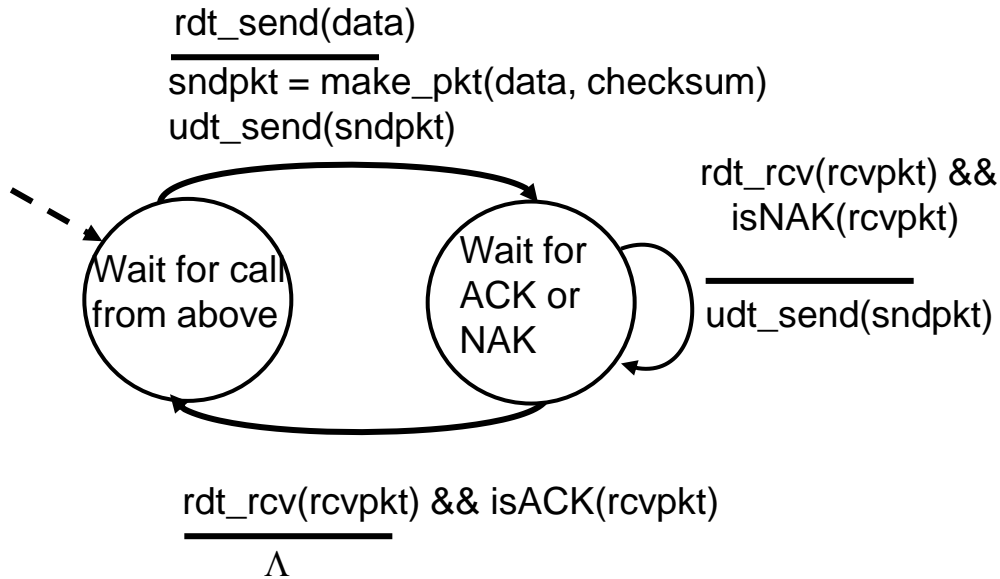 rdt_send(data)
sndpkt = make_pkt(data, checksum)
udt_send(sndpkt)
Wait for call
from above
Wait for
ACK or
NAK
rdt_rcv(rcvpkt) &&
isNAK(rcvpkt)
udt_send(sndpkt)
rdt_rcv(rcvpkt) && isACK(rcvpkt)
Λ